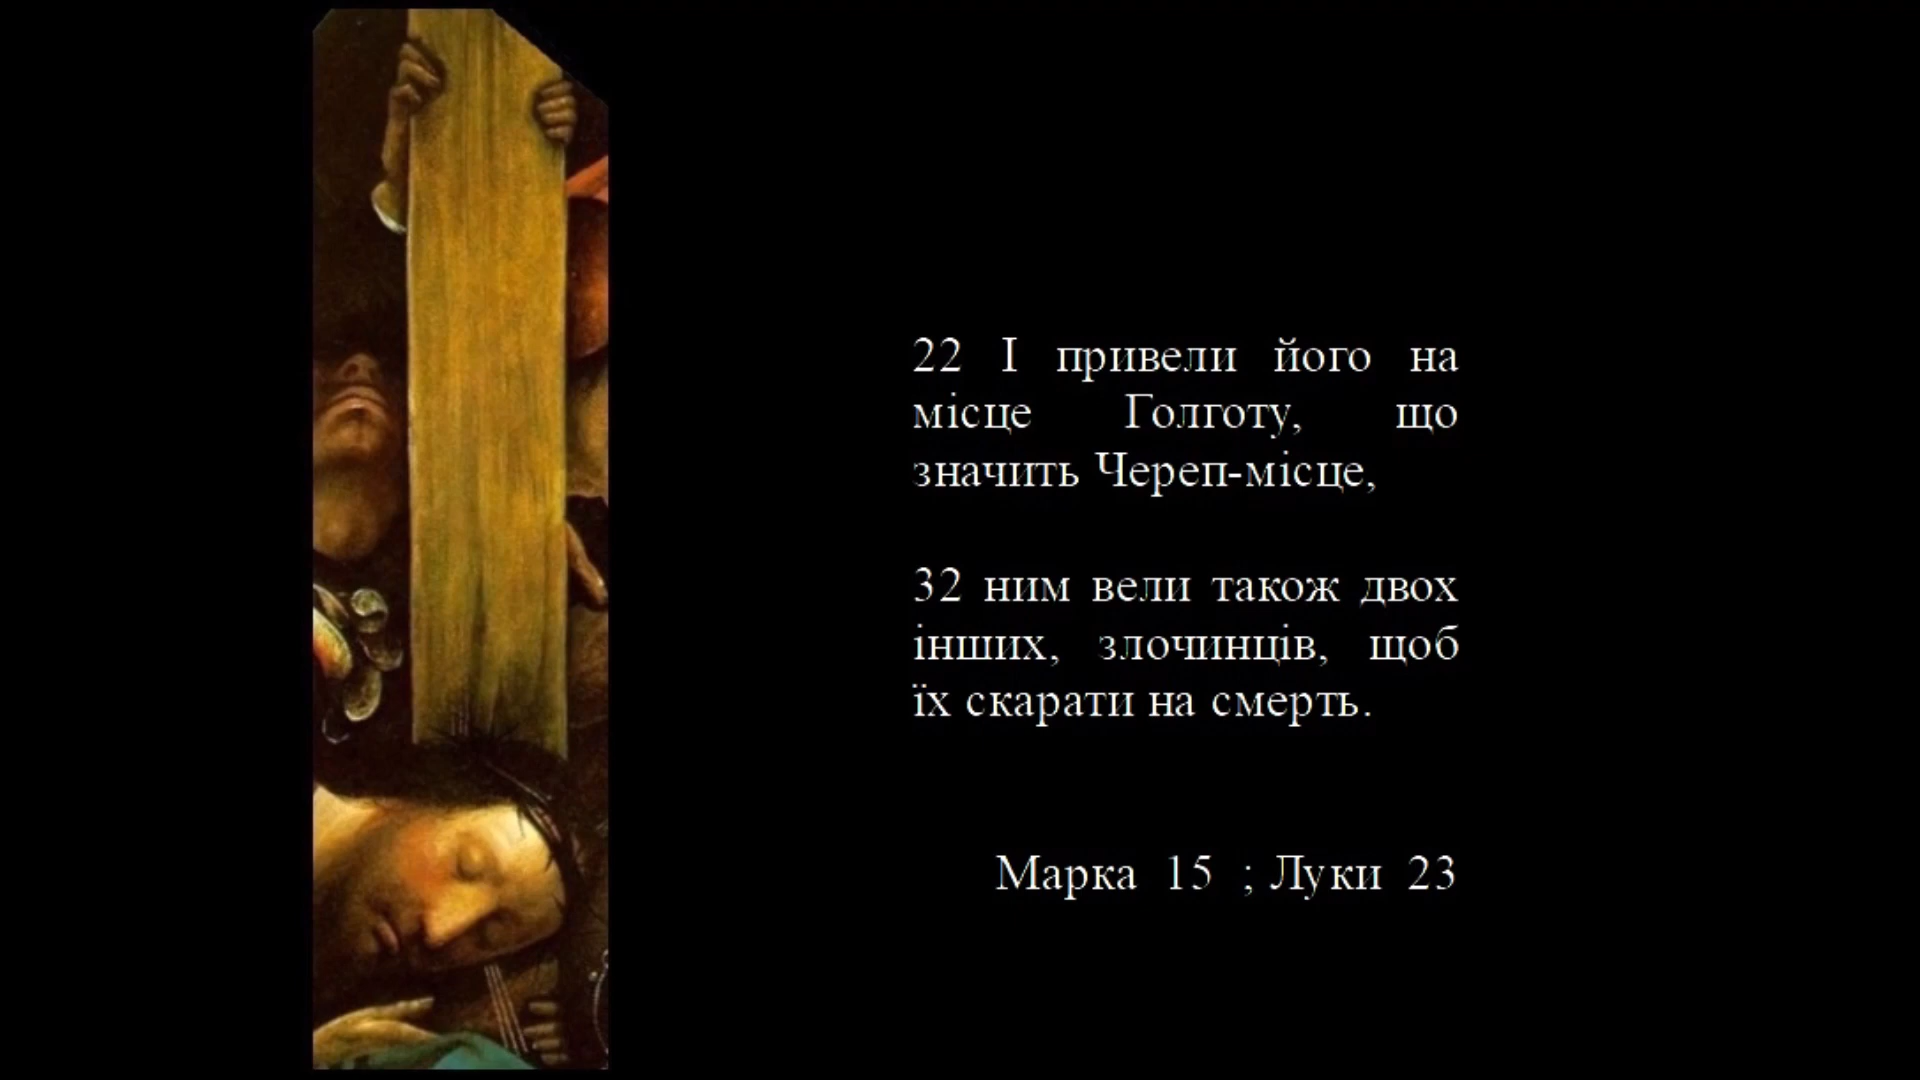 22 І привели його на
місце Голготу, що
значить Череп-місце,
32 ним вели також двох
інших, злочинців, щоб
їх скарати на смерть.
Марка 15 ; Луки 23